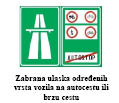 Zabrana ulaska određenih
vrsta vozila na autocestu ili
brzu cestu